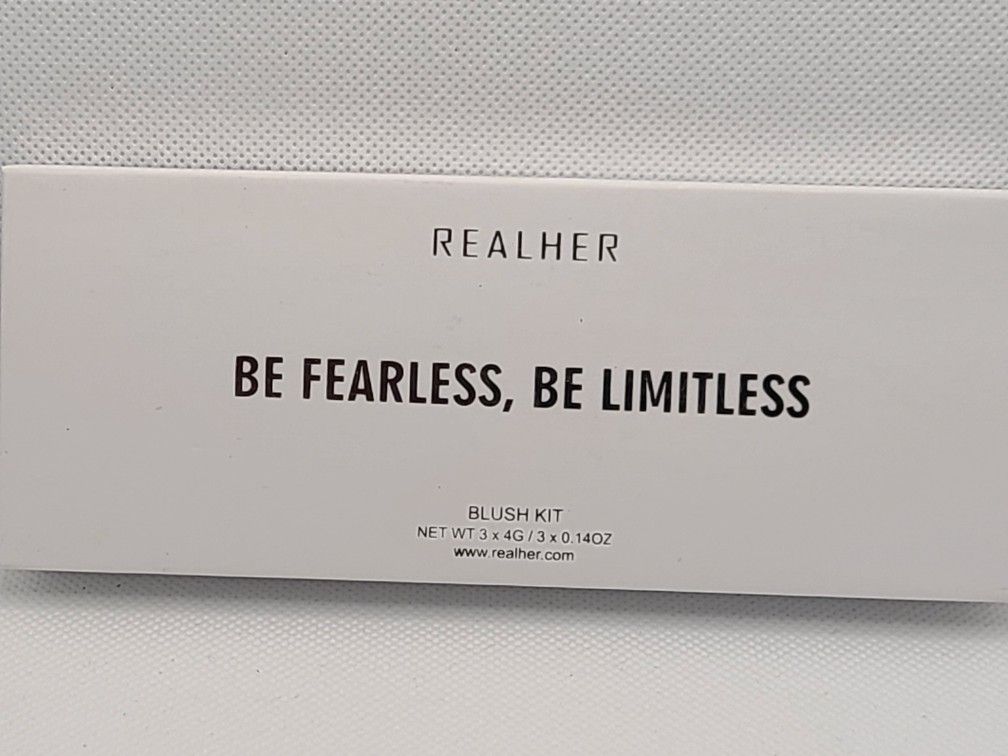 REALHER
BE FEARLESS, BE LIMITLESS
BLUSH KIT
NET WT 3 x 4G / 3 x 0.14OZ
www.realher.com